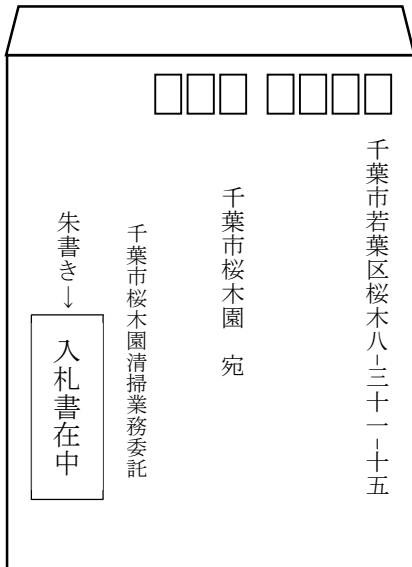 千葉市若葉区桜木八-三十一-十五
千葉市桜木園　宛
千葉市桜木園清掃業務委託
朱書き→
入札書在中